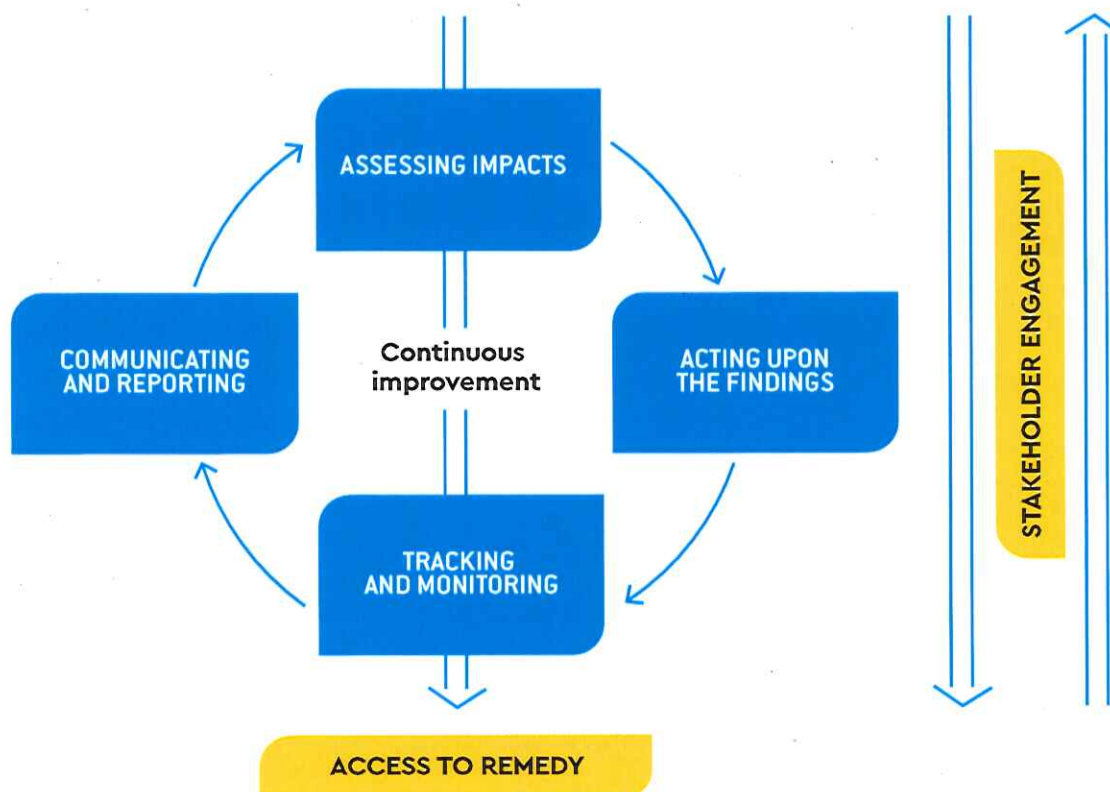 ASSESSING IMPACTS
COMMUNICATING
AND REPORTING
Continuous
improvement
ACTING UPON
THE FINDINGS
TRACKING
AND MONITORING
ACCESS TO REMEDY
STAKEHOLDER ENGAGEMENT